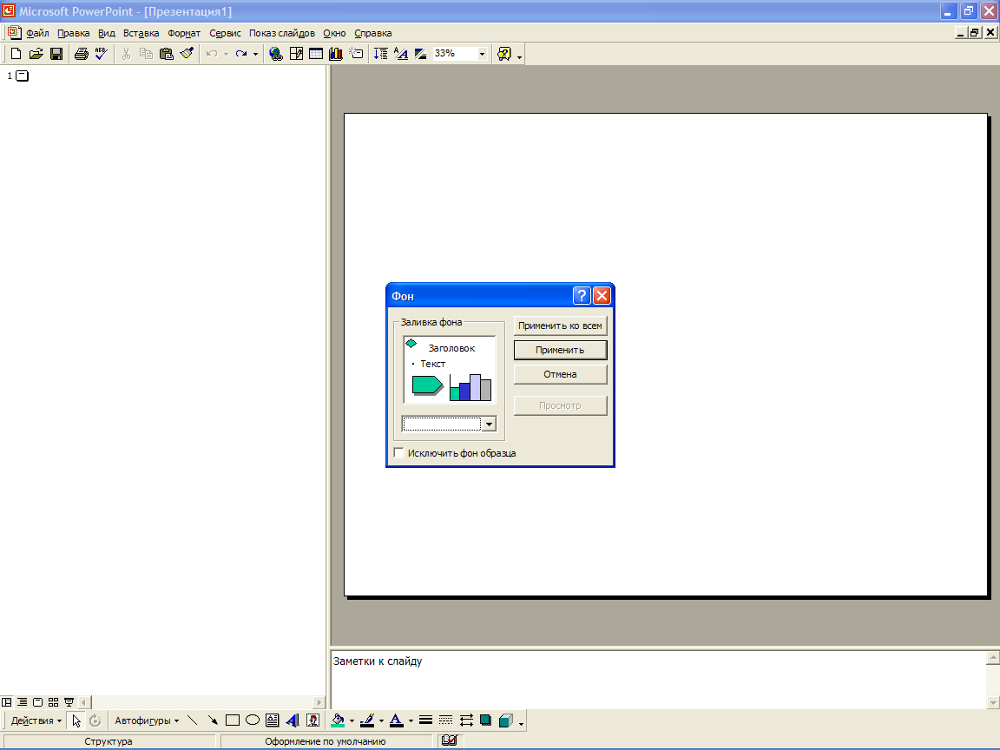 Microsoft PowerPoint - [Презентация1]
Файл Правка Вид Вставка Формат Сервис Показ слайдов Окно Справка
33%
1
Фон
Заливка фона
Заголовок
· Текст
Применить ко всем
Применить
Отмена
Просмотр
Исключить фон образца
Заметки к слайду
Действия Автофигуры
Структура Оформление по умолчанию